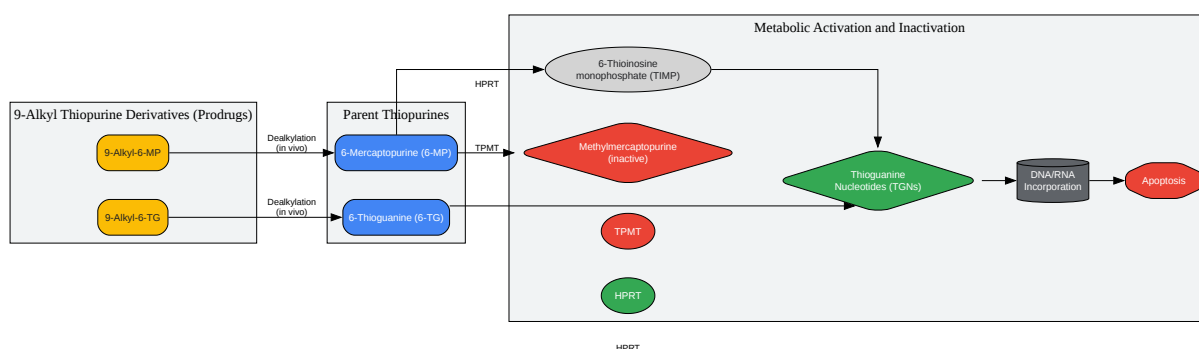 Metabolic Activation and Inactivation
6-Thioinosine
monophosphate (TIMP)
HPRT
9-Alkyl Thiopurine Derivatives (Prodrugs)
Parent Thiopurines
9-Alkyl-6-MP
Dealkylation
(in vivo)
6-Mercaptopurine (6-MP)
TPMT
Methylmercaptopurine
(inactive)
Thioguanine
Nucleotides (TGNs)
DNA/RNA
Incorporation
Apoptosis
9-Alkyl-6-TG
Dealkylation
(in vivo)
6-Thioguanine (6-TG)
TPMT
HPRT
HPRT